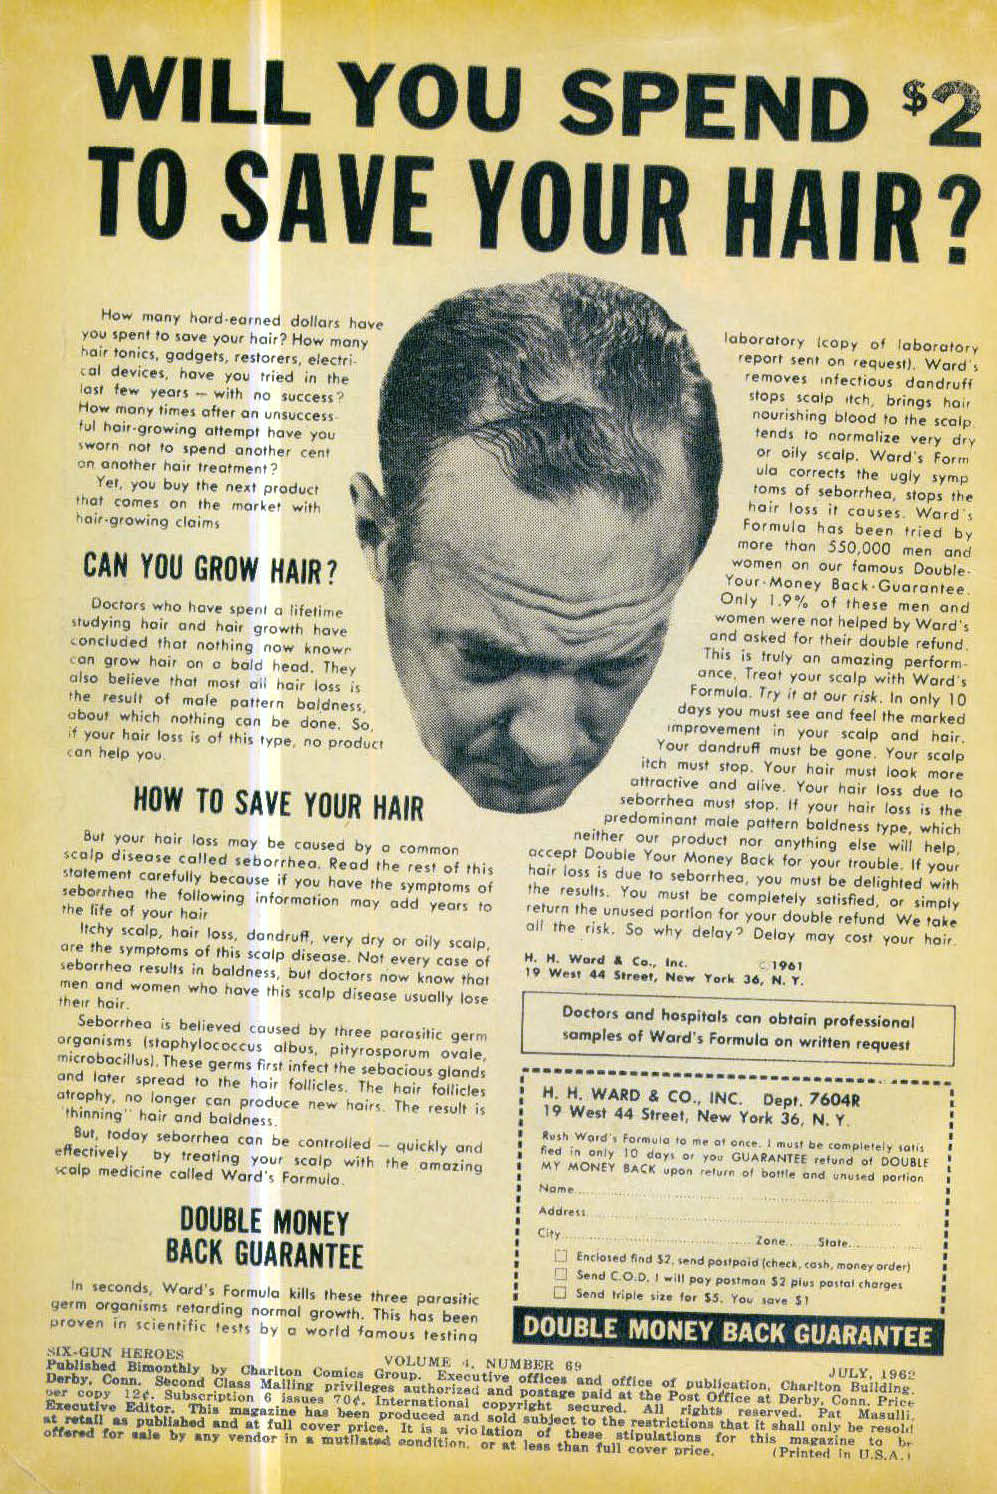 WILL YOU SPEND $2
TO SAVE YOUR HAIR?
How many hard-earned dollars have
you spent to save your hair? How many
hair tonics, gadgets, restorers, electri-
cal devices, have you tried in the
last few years — with no success?
How many times after an unsuccess-
ful hair-growing attempt have you
sworn not to spend another cent
on another hair treatment?
Yet, you buy the next product
that comes on the market with
hair-growing claims
CAN YOU GROW HAIR?
Doctors who have spent a lifetime
studying hair and hair growth have
concluded that nothing now known
can grow hair on a bald head. They
also believe that most all hair loss is
the result of male pattern baldness,
about which nothing can be done. So,
if your hair loss is of this type, no product
can help you.
HOW TO SAVE YOUR HAIR
But your hair loss may be caused by a common
scalp disease called seborrhea. Read the rest of this
statement carefully because if you have the symptoms of
seborrhea the following information may add years to
the life of your hair
Itchy scalp, hair loss, dandruff, very dry or oily scalp,
are the symptoms of this scalp disease. Not every case of
seborrhea results in baldness, but doctors now know that
men and women who have this scalp disease usually lose
their hair.
Seborrhea is believed caused by three parasitic germ
organisms (staphylococcus albus, pityrosporum ovale,
microbacillus). These germs first infect the sebacious glands
and later spread to the hair follicles. The hair follicles
atrophy, no longer can produce new hairs. The result is
"thinning" hair and baldness.
But, today seborrhea can be controlled — quickly and
effectively by treating your scalp with the amazing
scalp medicine called Ward's Formula.
DOUBLE MONEY
BACK GUARANTEE
In seconds, Ward's Formula kills these three parasitic
germ organisms retarding normal growth. This has been
proven in scientific tests by a world famous testing
laboratory (copy of laboratory
report sent on request). Ward's
removes infectious dandruff
stops scalp itch, brings hair
nourishing blood to the scalp
tends to normalize very dry
or oily scalp. Ward's Form
ula corrects the ugly symp
toms of seborrhea, stops the
hair loss it causes. Ward's
Formula has been tried by
more than 550,000 men and
women on our famous Double-
Your-Money Back-Guarantee.
Only 1.9% of these men and
women were not helped by Ward's
and asked for their double refund.
This is truly an amazing perform-
ance. Treat your scalp with Ward's
Formula. Try it at our risk. In only 10
days you must see and feel the marked
improvement in your scalp and hair.
Your dandruff must be gone. Your scalp
itch must stop. Your hair must look more
attractive and alive. Your hair loss due to
seborrhea must stop. If your hair loss is the
predominant male pattern baldness type, which
neither our product nor anything else will help,
accept Double Your Money Back for your trouble. If your
hair loss is due to seborrhea, you must be delighted with
the results. You must be completely satisfied, or simply
return the unused portion for your double refund We take
all the risk. So why delay? Delay may cost your hair.
H. H. Ward & Co., Inc. © 1961
19 West 44 Street, New York 36, N. Y.
Doctors and hospitals can obtain professional
samples of Ward's Formula on written request
H. H. WARD & CO., INC. Dept. 7604R
19 West 44 Street, New York 36, N. Y.
Rush Ward's Formula to me at once. I must be completely satis
fied in only 10 days or you GUARANTEE refund of DOUBLE
MY MONEY BACK upon return of bottle and unused portion
Name
Address
City Zone State
Enclosed find $2, send postpaid (check, cash, money order)
Send C.O.D. I will pay postman $2 plus postal charges
Send triple size for $5. You save $1
DOUBLE MONEY BACK GUARANTEE
SIX-GUN HEROES VOLUME 4, NUMBER 69 JULY, 1962
Published Bimonthly by Charlton Comics Group. Executive offices and office of publication, Charlton Building,
Derby, Conn. Second Class Mailing privileges authorized and postage paid at the Post Office at Derby, Conn. Price
per copy 12¢. Subscription 6 issues 70¢. International copyright secured. All rights reserved. Pat Masulli,
Executive Editor. This magazine has been produced and sold subject to the restrictions that it shall only be resold
at retail as published and at full cover price. It is a violation of these stipulations for this magazine to be
offered for sale by any vendor in a mutilated condition, or at less than full cover price. (Printed in U.S.A.)